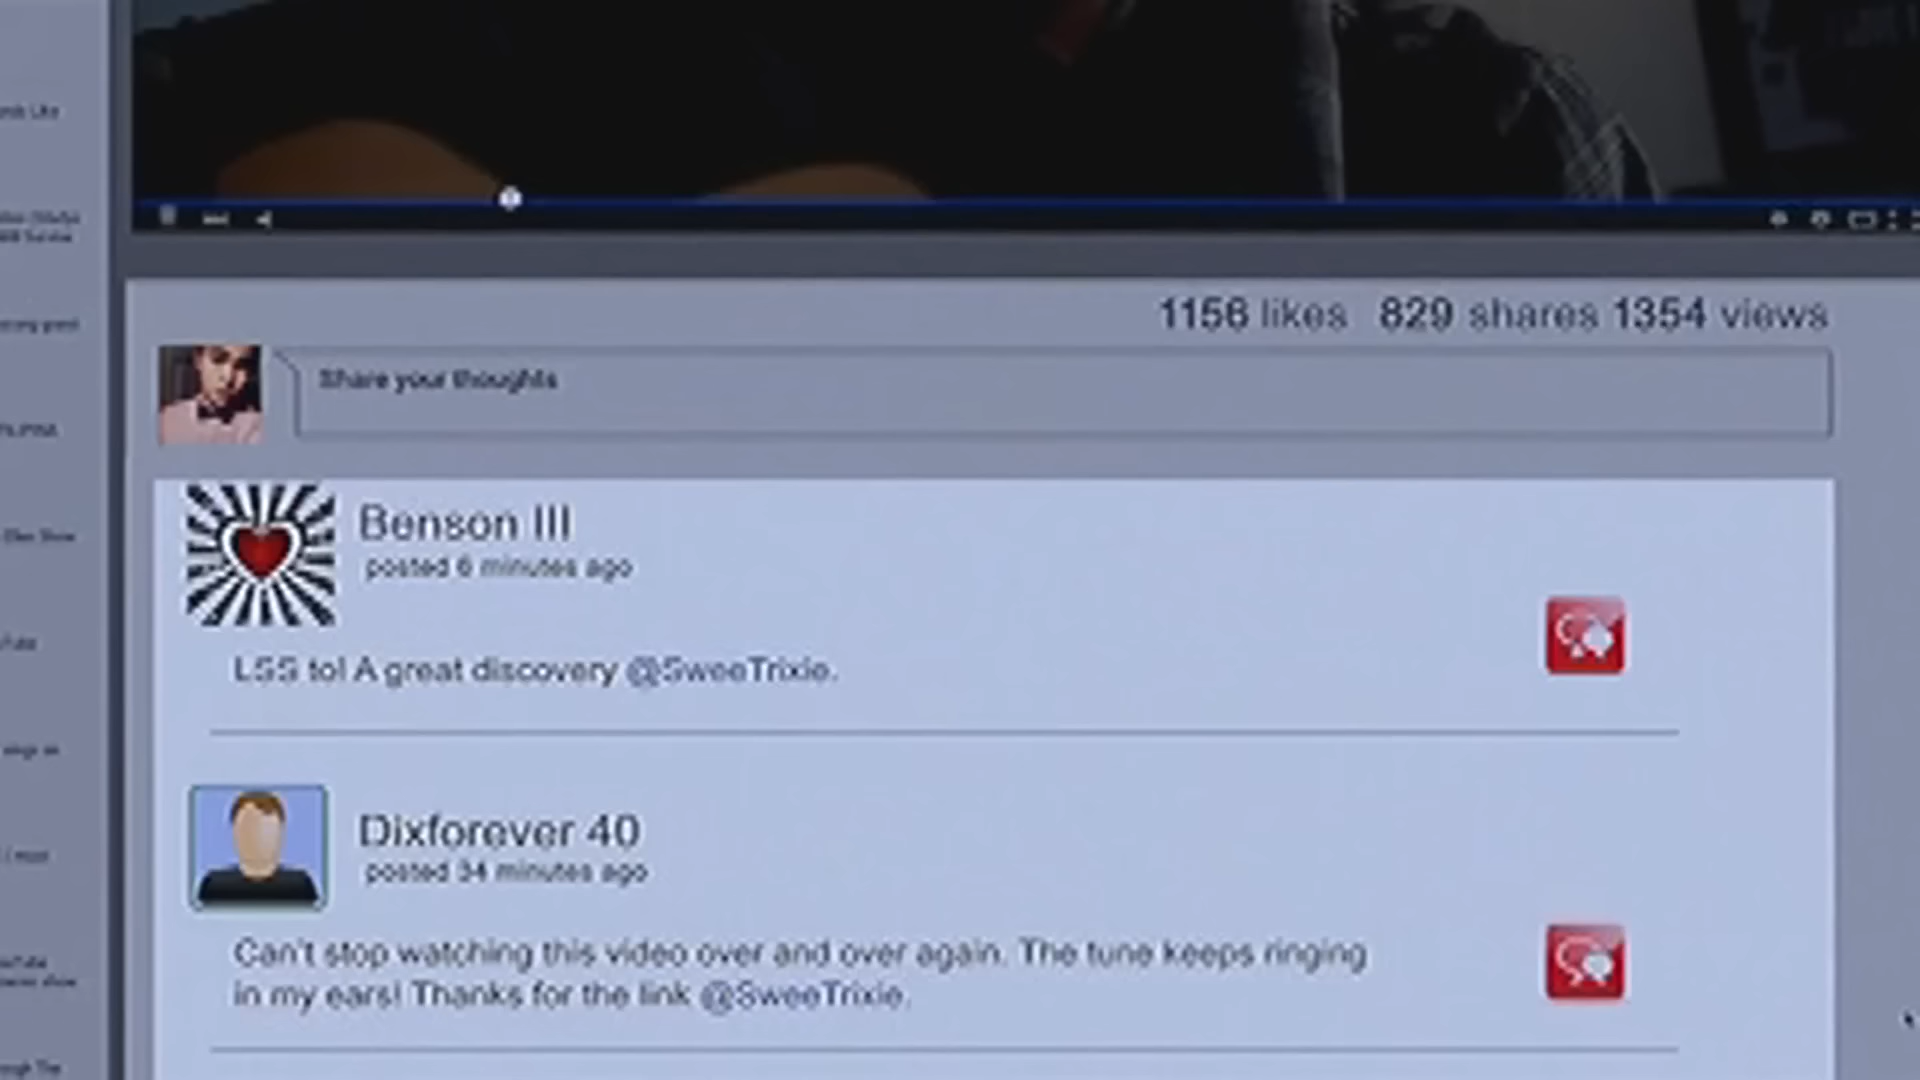 1156 likes 829 shares 1354 views
Share your thoughts
Benson III
posted 6 minutes ago
LSS to! A great discovery @SweeTrixie.
Dixforever 40
posted 34 minutes ago
Can't stop watching this video over and over again. The tune keeps ringing
in my ears! Thanks for the link @SweeTrixie.